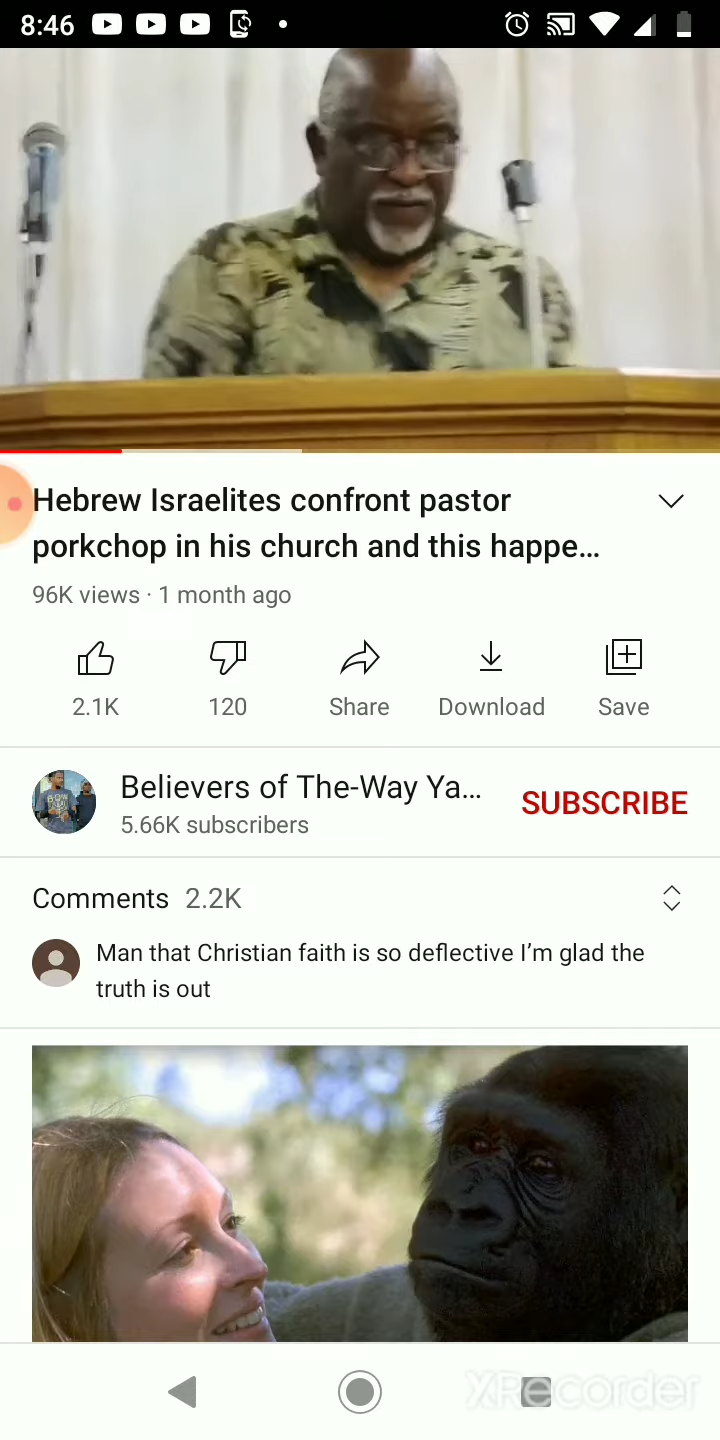 8:46
Hebrew Israelites confront pastor
porkchop in his church and this happe...
96K views · 1 month ago
2.1K
120
Share
Download
Save
Believers of The-Way Ya...
SUBSCRIBE
5.66K subscribers
Comments 2.2K
Man that Christian faith is so deflective I'm glad the
truth is out
XRecorder